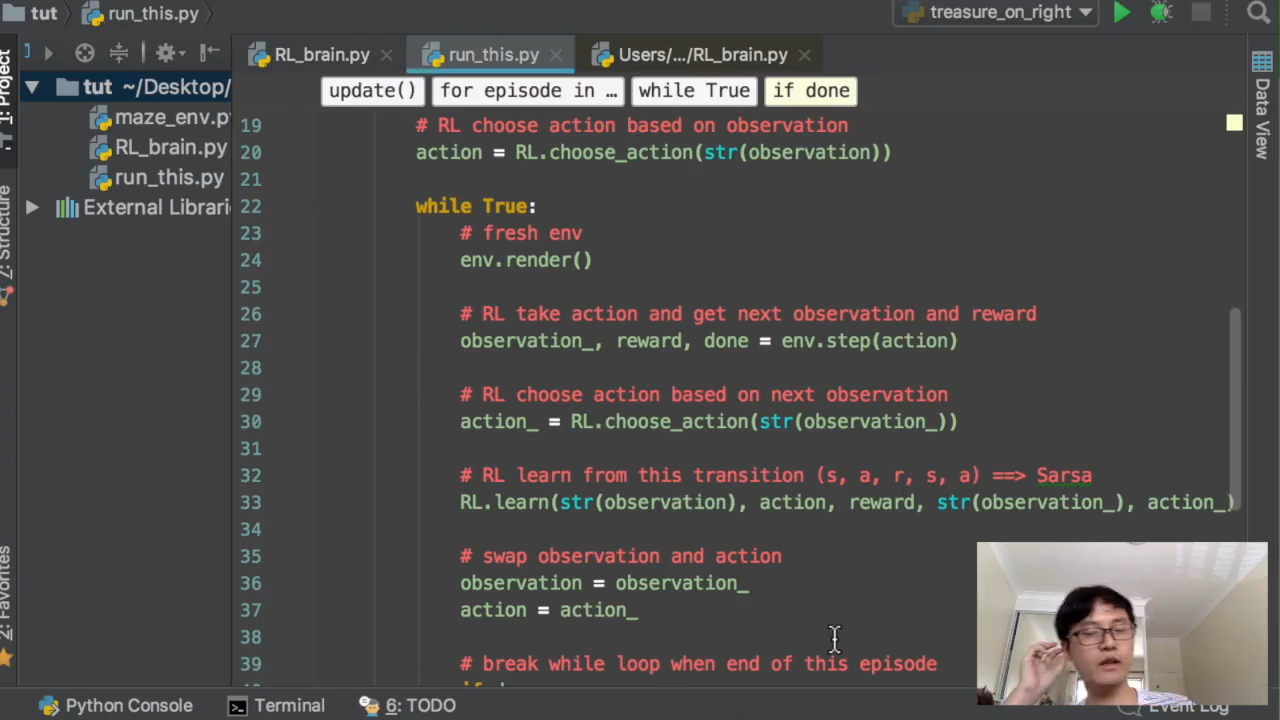 tut run_this.py treasure_on_right
RL_brain.py run_this.py Users/.../RL_brain.py
1: Project
tut ~/Desktop/
maze_env.p
RL_brain.py
run_this.py
External Librari
7: Structure
2: Favorites
Data View
update() for episode in … while True if done
19 # RL choose action based on observation
20 action = RL.choose_action(str(observation))
21
22 while True:
23 # fresh env
24 env.render()
25
26 # RL take action and get next observation and reward
27 observation_, reward, done = env.step(action)
28
29 # RL choose action based on next observation
30 action_ = RL.choose_action(str(observation_))
31
32 # RL learn from this transition (s, a, r, s, a) ==> Sarsa
33 RL.learn(str(observation), action, reward, str(observation_), action_)
34
35 # swap observation and action
36 observation = observation_
37 action = action_
38
39 # break while loop when end of this episode
Python Console Terminal 6: TODO Event Log